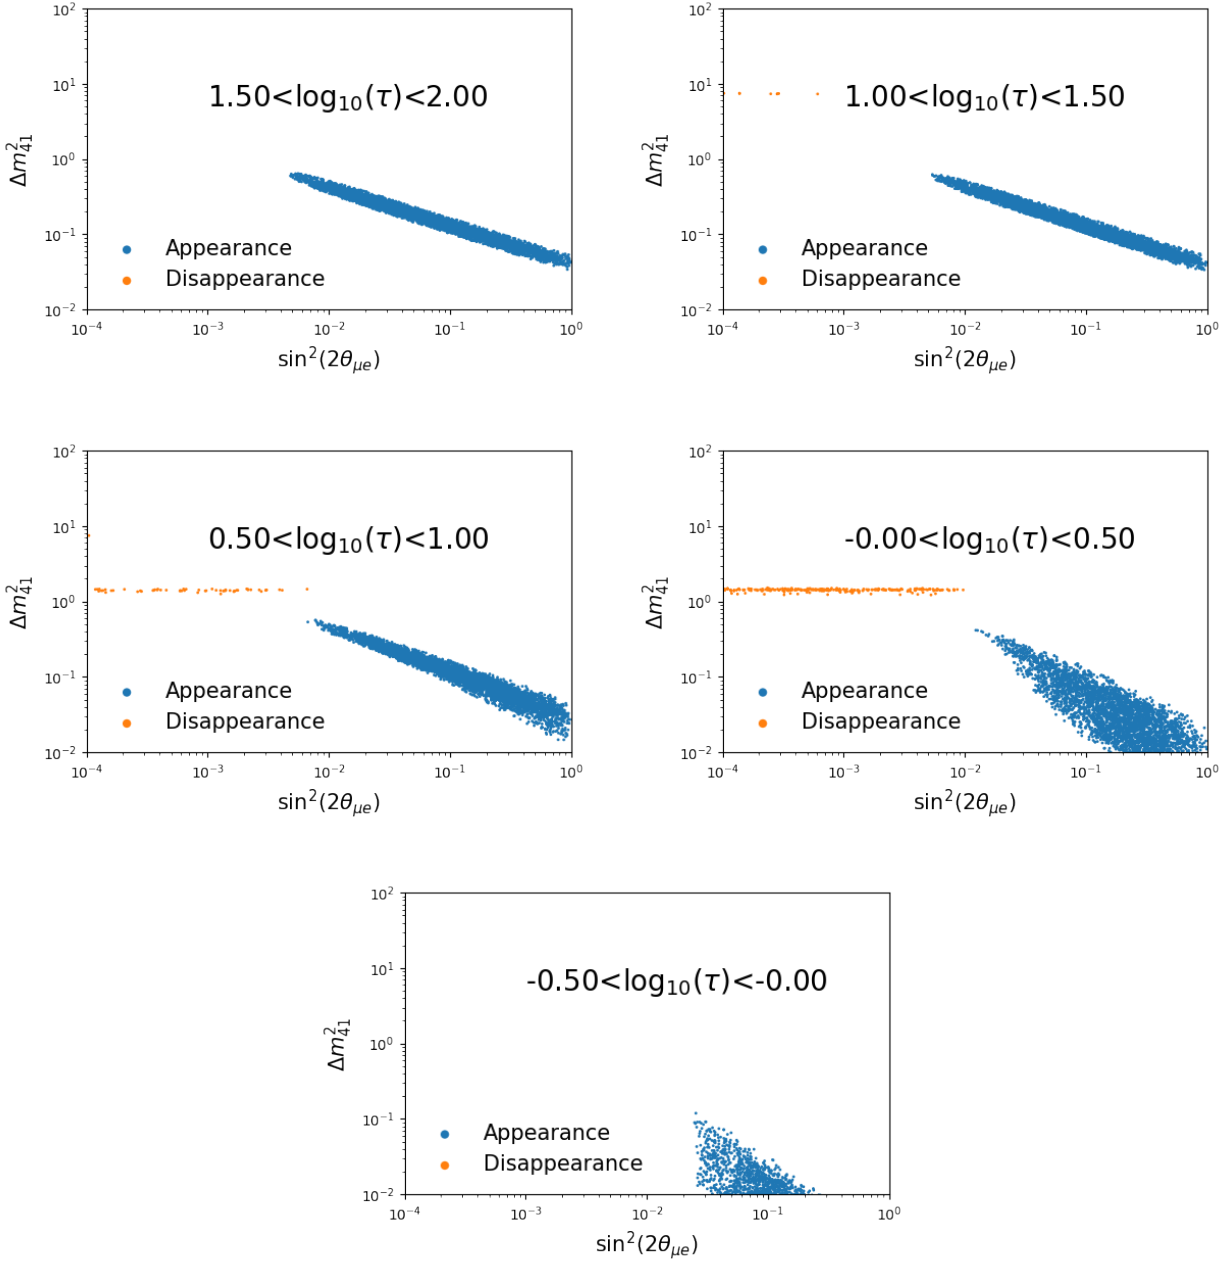 10²
10¹
10⁰
10⁻¹
10⁻²
Δm²₄₁
1.50<log₁₀(τ)<2.00
Appearance
Disappearance
10⁻⁴ 10⁻³ 10⁻² 10⁻¹ 10⁰
sin²(2θμe)
10²
10¹
10⁰
10⁻¹
10⁻²
Δm²₄₁
1.00<log₁₀(τ)<1.50
Appearance
Disappearance
10⁻⁴ 10⁻³ 10⁻² 10⁻¹ 10⁰
sin²(2θμe)
10²
10¹
10⁰
10⁻¹
10⁻²
Δm²₄₁
0.50<log₁₀(τ)<1.00
Appearance
Disappearance
10⁻⁴ 10⁻³ 10⁻² 10⁻¹ 10⁰
sin²(2θμe)
10²
10¹
10⁰
10⁻¹
10⁻²
Δm²₄₁
-0.00<log₁₀(τ)<0.50
Appearance
Disappearance
10⁻⁴ 10⁻³ 10⁻² 10⁻¹ 10⁰
sin²(2θμe)
10²
10¹
10⁰
10⁻¹
10⁻²
Δm²₄₁
-0.50<log₁₀(τ)<-0.00
Appearance
Disappearance
10⁻⁴ 10⁻³ 10⁻² 10⁻¹ 10⁰
sin²(2θμe)